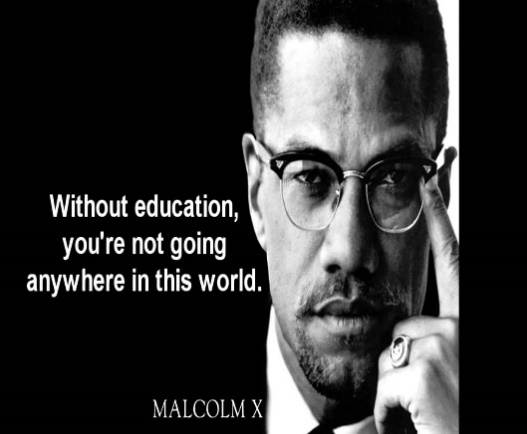 Without education,
you're not going
anywhere in this world.
MALCOLM X